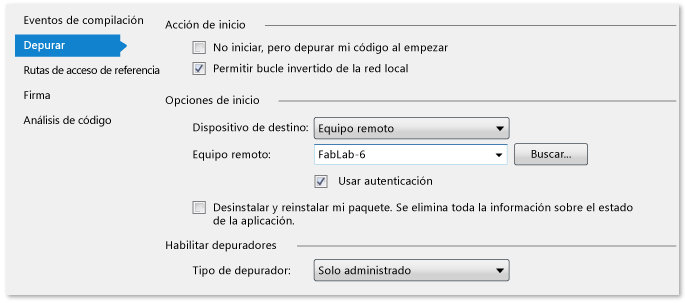 Eventos de compilación
Depurar
Rutas de acceso de referencia
Firma
Análisis de código
Acción de inicio
No iniciar, pero depurar mi código al empezar
Permitir bucle invertido de la red local
Opciones de inicio
Dispositivo de destino: Equipo remoto
Equipo remoto: FabLab-6 Buscar...
Usar autenticación
Desinstalar y reinstalar mi paquete. Se elimina toda la información sobre el estado
de la aplicación.
Habilitar depuradores
Tipo de depurador: Solo administrado